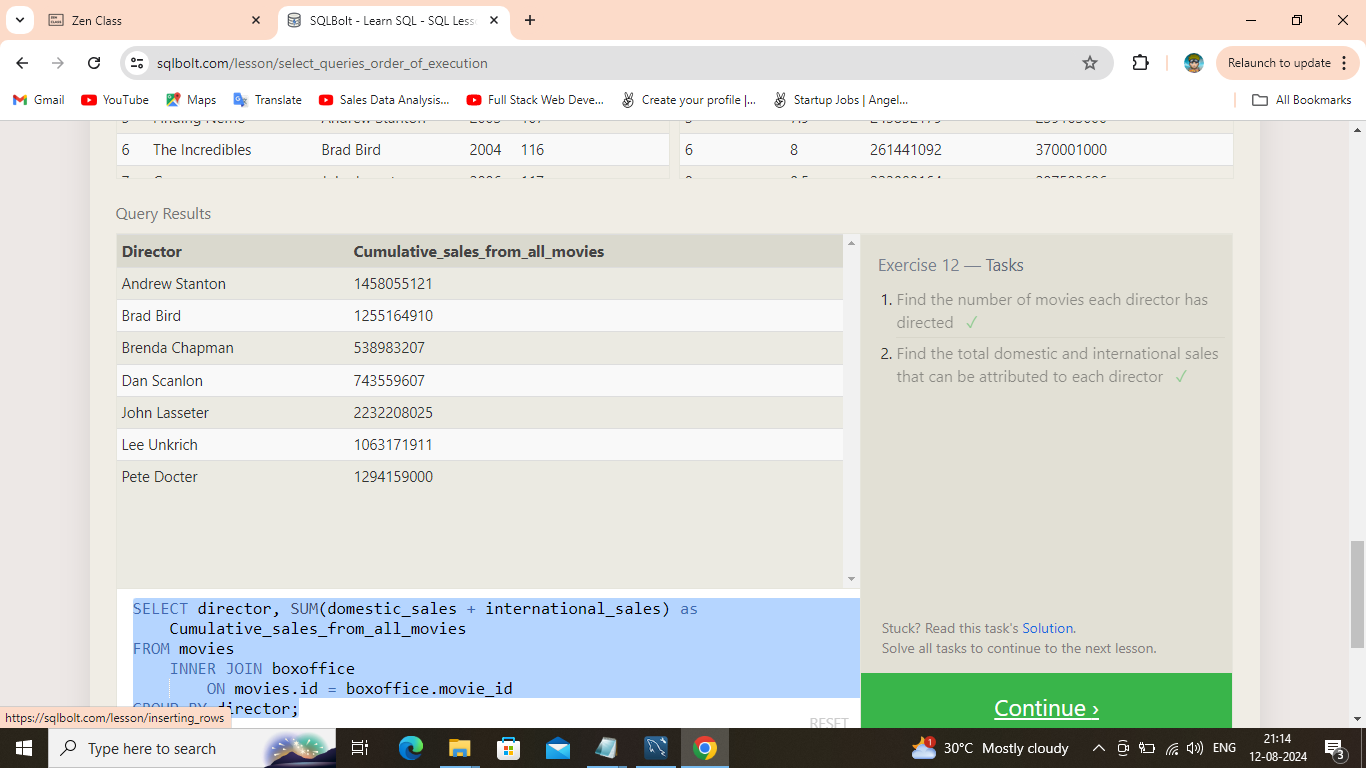 Zen Class
SQLBolt - Learn SQL - SQL Less
sqlbolt.com/lesson/select_queries_order_of_execution
Relaunch to update
Gmail YouTube Maps Translate Sales Data Analysis... Full Stack Web Deve... Create your profile |... Startup Jobs | Angel... All Bookmarks
6 The Incredibles Brad Bird 2004 116 6 8 261441092 370001000
Query Results
Director Cumulative_sales_from_all_movies
Andrew Stanton 1458055121
Brad Bird 1255164910
Brenda Chapman 538983207
Dan Scanlon 743559607
John Lasseter 2232208025
Lee Unkrich 1063171911
Pete Docter 1294159000
Exercise 12 — Tasks
1. Find the number of movies each director has
directed ✓
2. Find the total domestic and international sales
that can be attributed to each director ✓
Stuck? Read this task's Solution.
Solve all tasks to continue to the next lesson.
Continue ›
SELECT director, SUM(domestic_sales + international_sales) as
Cumulative_sales_from_all_movies
FROM movies
INNER JOIN boxoffice
ON movies.id = boxoffice.movie_id
GROUP BY director;
RESET
https://sqlbolt.com/lesson/inserting_rows
Type here to search
1
30°C Mostly cloudy
ENG
21:14
12-08-2024
3